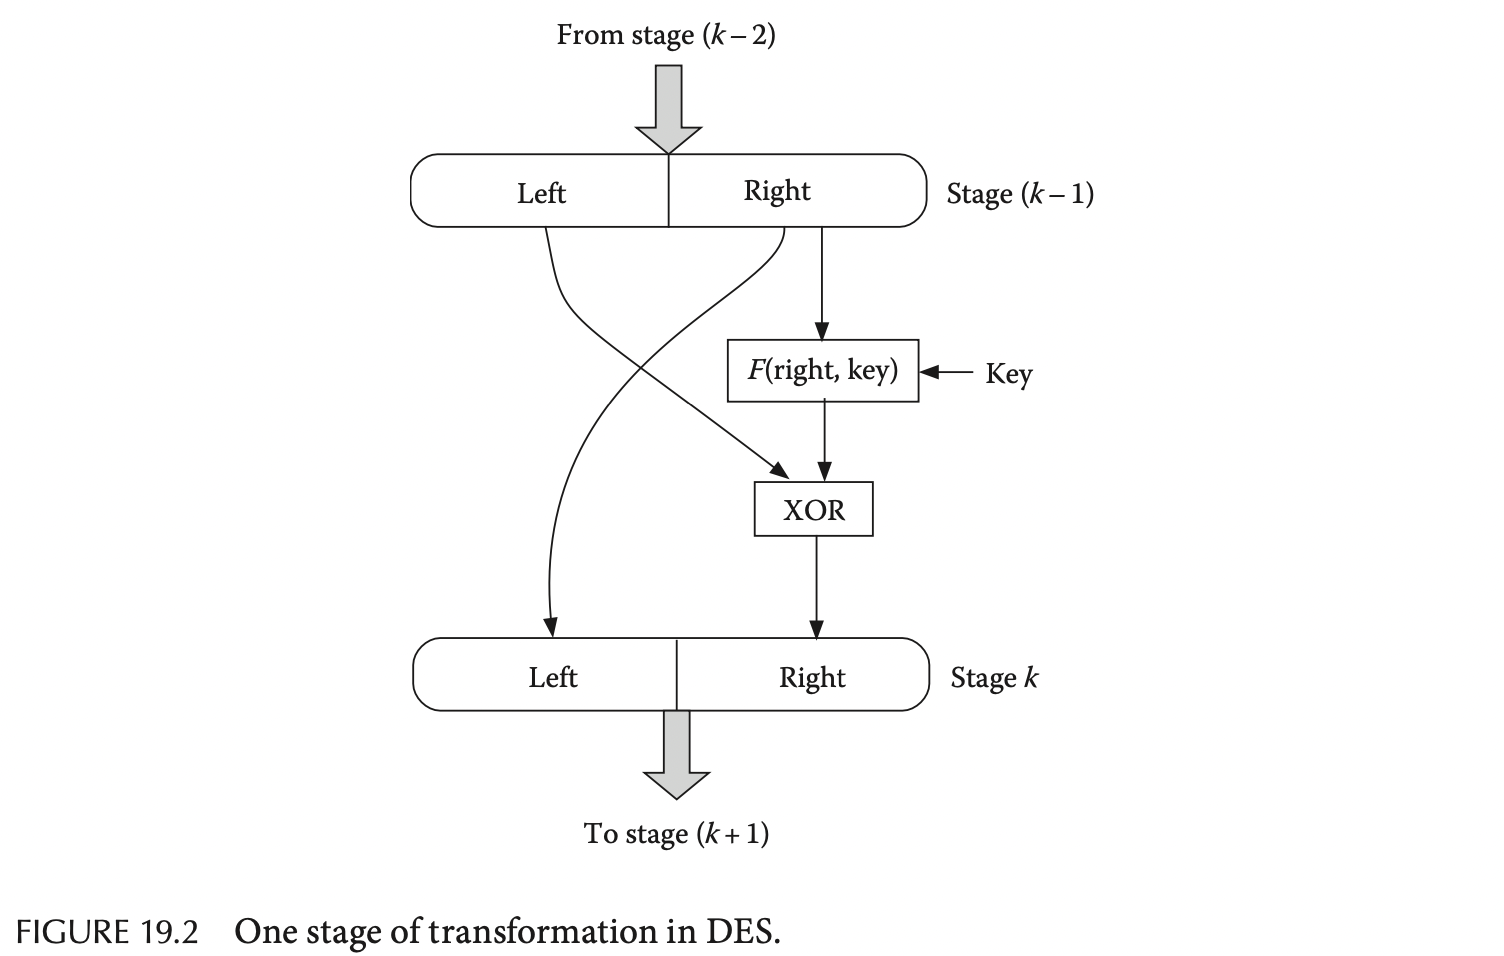 From stage (k – 2)
Left
Right
Stage (k – 1)
F(right, key)
Key
XOR
Left
Right
Stage k
To stage (k + 1)
FIGURE 19.2 One stage of transformation in DES.